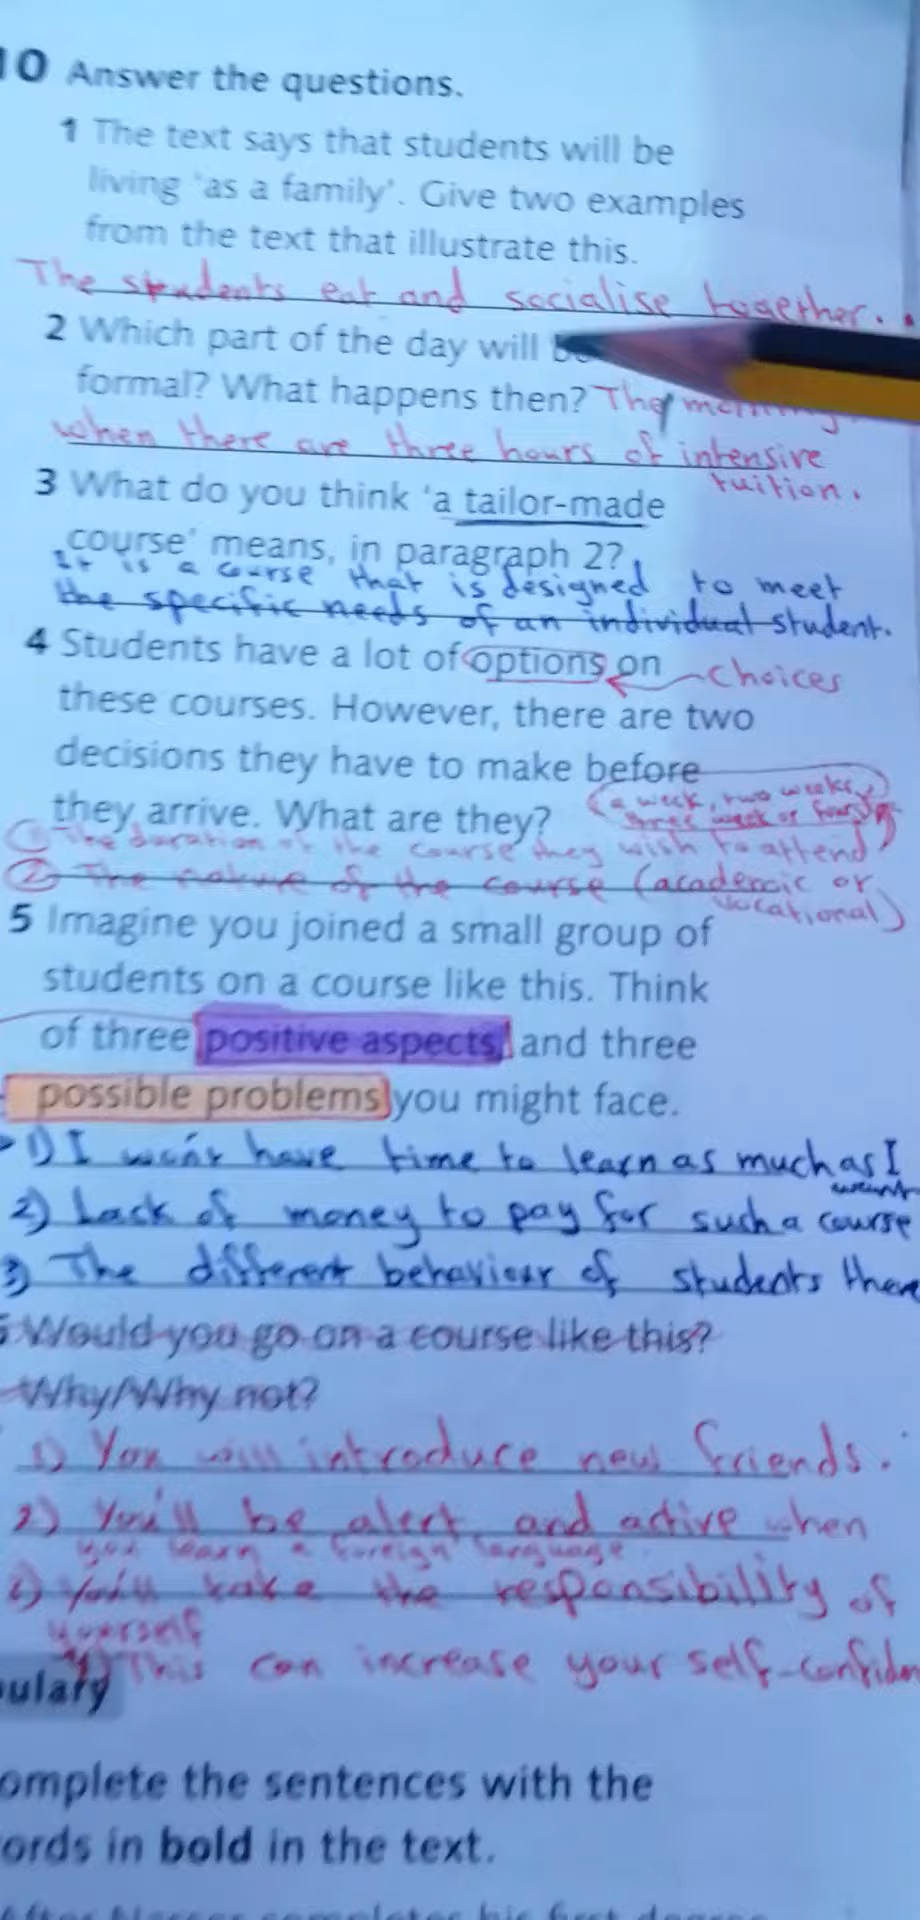 10 Answer the questions.
1 The text says that students will be
living 'as a family'. Give two examples
from the text that illustrate this.
The students eat and socialise together.
2 Which part of the day will be
formal? What happens then? The morning
when there are three hours of intensive
tuition.
3 What do you think 'a tailor-made
course' means, in paragraph 2?
It is a course that is designed to meet
the specific needs of an individual student.
4 Students have a lot of options on
choices
these courses. However, there are two
decisions they have to make before
they arrive. What are they?
(a week, two weeks,
three week or four)
① The duration of the course they wish to attend
② The nature of the course (academic or
vocational)
5 Imagine you joined a small group of
students on a course like this. Think
of three positive aspects, and three
possible problems you might face.
1) I won't have time to learn as much as I
want
2) Lack of money to pay for such a course
3) The different behaviour of students there
Would you go on a course like this?
Why/Why not?
1) You will introduce new friends.
2) You'll be alert and active when
you learn a foreign language.
You'll take the responsibility of
yourself
4) This can increase your self-confiden
ulary
omplete the sentences with the
ords in bold in the text.